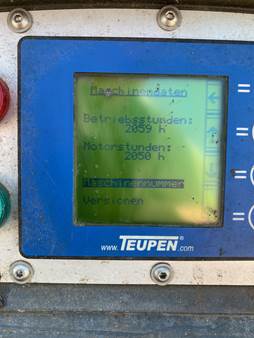 Maschinendaten
Betriebsstunden:
2059 h
Motorstunden:
2050 h
Maschinennummer
Versionen
www.TEUPEN®.com